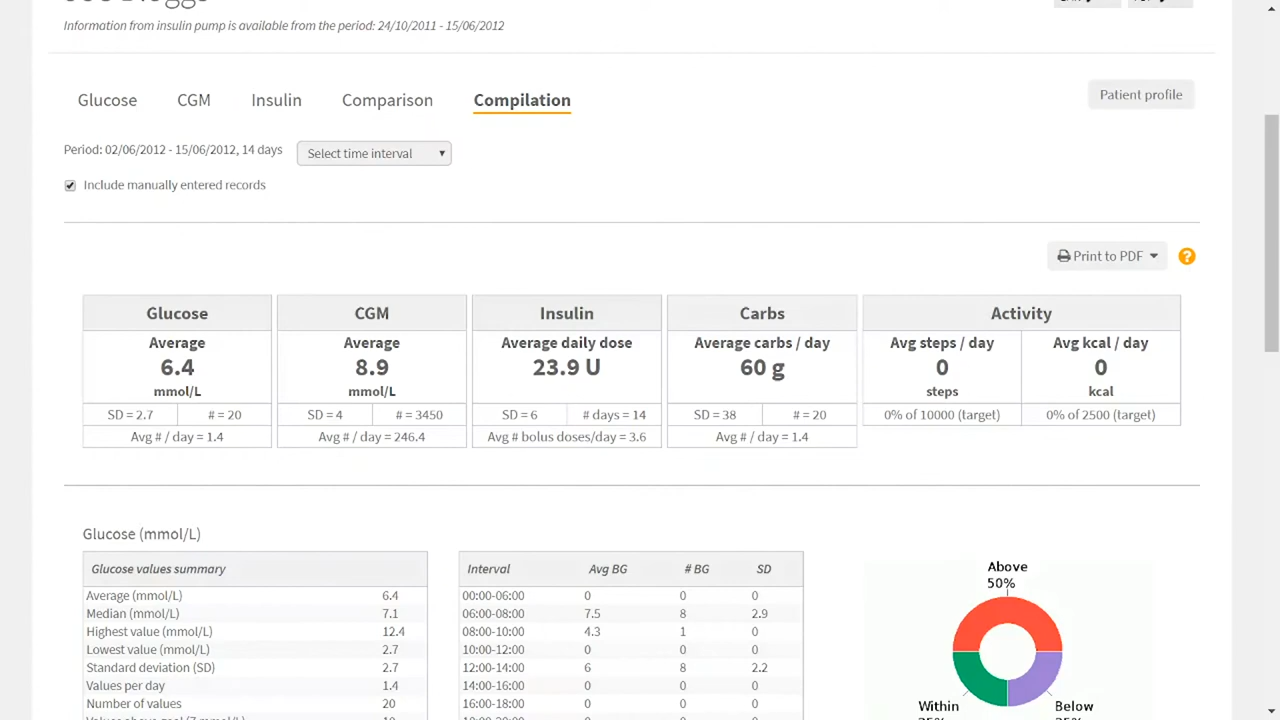 Information from insulin pump is available from the period: 24/10/2011 - 15/06/2012
Glucose CGM Insulin Comparison Compilation
Patient profile
Period: 02/06/2012 - 15/06/2012, 14 days
Select time interval
Include manually entered records
Print to PDF ?
Glucose CGM Insulin Carbs Activity
Average Average Average daily dose Average carbs / day Avg steps / day Avg kcal / day
6.4 8.9 23.9 U 60 g 0 0
mmol/L mmol/L steps kcal
SD = 2.7 # = 20 SD = 4 # = 3450 SD = 6 # days = 14 SD = 38 # = 20 0% of 10000 (target) 0% of 2500 (target)
Avg # / day = 1.4 Avg # / day = 246.4 Avg # bolus doses/day = 3.6 Avg # / day = 1.4
Glucose (mmol/L)
Glucose values summary
Average (mmol/L) 6.4
Median (mmol/L) 7.1
Highest value (mmol/L) 12.4
Lowest value (mmol/L) 2.7
Standard deviation (SD) 2.7
Values per day 1.4
Number of values 20
Interval Avg BG # BG SD
00:00-06:00 0 0 0
06:00-08:00 7.5 8 2.9
08:00-10:00 4.3 1 0
10:00-12:00 0 0 0
12:00-14:00 6 8 2.2
14:00-16:00 0 0 0
16:00-18:00 0 0 0
Above
50%
Within
Below